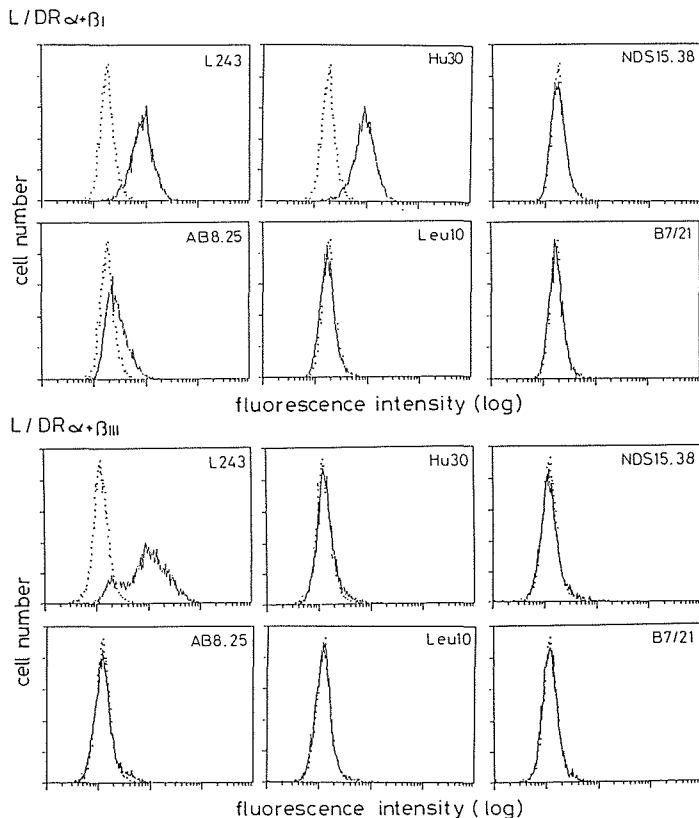 L/DRα+βI
L243
Hu30
NDS15.38
AB8.25
Leu10
B7/21
cell number
fluorescence intensity (log)
L/DRα+βIII
L243
Hu30
NDS15.38
AB8.25
Leu10
B7/21
cell number
fluorescence intensity (log)